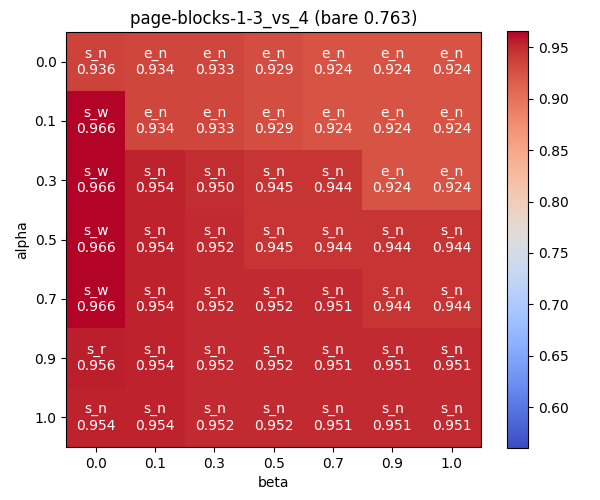 page-blocks-1-3_vs_4 (bare 0.763)
0.0 s_n e_n e_n e_n e_n e_n e_n
0.936 0.934 0.933 0.929 0.924 0.924 0.924
0.1 s_w e_n e_n e_n e_n e_n e_n
0.966 0.934 0.933 0.929 0.924 0.924 0.924
0.3 s_w s_n s_n s_n s_n e_n e_n
0.966 0.954 0.950 0.945 0.944 0.924 0.924
0.5 s_w s_n s_n s_n s_n s_n s_n
0.966 0.954 0.952 0.945 0.944 0.944 0.944
0.7 s_w s_n s_n s_n s_n s_n s_n
0.966 0.954 0.952 0.952 0.951 0.944 0.944
0.9 s_r s_n s_n s_n s_n s_n s_n
0.956 0.954 0.952 0.952 0.951 0.951 0.951
1.0 s_n s_n s_n s_n s_n s_n s_n
0.954 0.954 0.952 0.952 0.951 0.951 0.951
0.0 0.1 0.3 0.5 0.7 0.9 1.0
beta
alpha
0.95
0.90
0.85
0.80
0.75
0.70
0.65
0.60